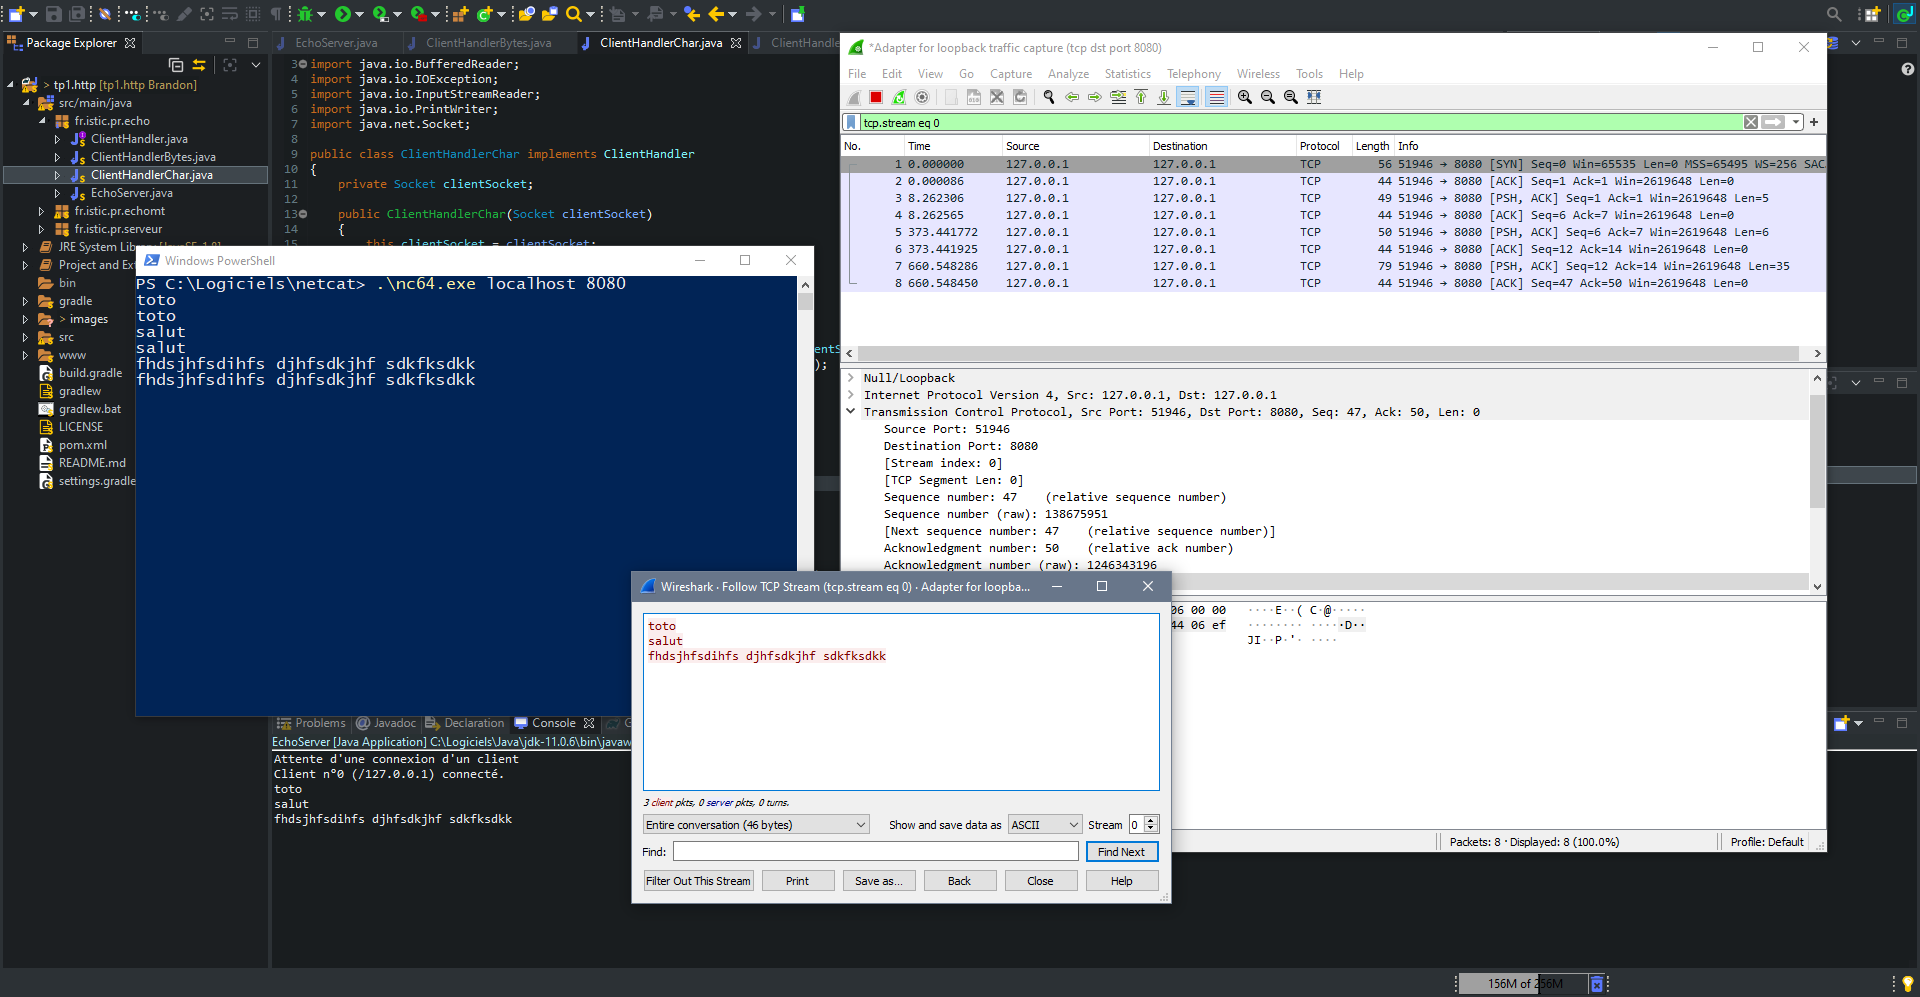 Package Explorer
> tp1.http [tp1.http Brandon]
src/main/java
fr.istic.pr.echo
ClientHandler.java
ClientHandlerBytes.java
ClientHandlerChar.java
EchoServer.java
fr.istic.pr.echomt
fr.istic.pr.serveur
JRE System Library [JavaSE-1.8]
Project and Ext
bin
gradle
> images
src
www
build.gradle
gradlew
gradlew.bat
LICENSE
pom.xml
README.md
settings.gradle
EchoServer.java
ClientHandlerBytes.java
ClientHandlerChar.java
ClientHandle
3 import java.io.BufferedReader;
4 import java.io.IOException;
5 import java.io.InputStreamReader;
6 import java.io.PrintWriter;
7 import java.net.Socket;
8
9 public class ClientHandlerChar implements ClientHandler
10 {
11 private Socket clientSocket;
12
13 public ClientHandlerChar(Socket clientSocket)
14 {
15 this.clientSocket = clientSocket;
entS
);
Windows PowerShell
PS C:\Logiciels\netcat> .\nc64.exe localhost 8080
toto
toto
salut
salut
fhdsjhfsdihfs djhfsdkjhf sdkfksdkk
fhdsjhfsdihfs djhfsdkjhf sdkfksdkk
*Adapter for loopback traffic capture (tcp dst port 8080)
File Edit View Go Capture Analyze Statistics Telephony Wireless Tools Help
tcp.stream eq 0
No. Time Source Destination Protocol Length Info
1 0.000000 127.0.0.1 127.0.0.1 TCP 56 51946 → 8080 [SYN] Seq=0 Win=65535 Len=0 MSS=65495 WS=256 SAC
2 0.000086 127.0.0.1 127.0.0.1 TCP 44 51946 → 8080 [ACK] Seq=1 Ack=1 Win=2619648 Len=0
3 8.262306 127.0.0.1 127.0.0.1 TCP 49 51946 → 8080 [PSH, ACK] Seq=1 Ack=1 Win=2619648 Len=5
4 8.262565 127.0.0.1 127.0.0.1 TCP 44 51946 → 8080 [ACK] Seq=6 Ack=7 Win=2619648 Len=0
5 373.441772 127.0.0.1 127.0.0.1 TCP 50 51946 → 8080 [PSH, ACK] Seq=6 Ack=7 Win=2619648 Len=6
6 373.441925 127.0.0.1 127.0.0.1 TCP 44 51946 → 8080 [ACK] Seq=12 Ack=14 Win=2619648 Len=0
7 660.548286 127.0.0.1 127.0.0.1 TCP 79 51946 → 8080 [PSH, ACK] Seq=12 Ack=14 Win=2619648 Len=35
8 660.548450 127.0.0.1 127.0.0.1 TCP 44 51946 → 8080 [ACK] Seq=47 Ack=50 Win=2619648 Len=0
Null/Loopback
Internet Protocol Version 4, Src: 127.0.0.1, Dst: 127.0.0.1
Transmission Control Protocol, Src Port: 51946, Dst Port: 8080, Seq: 47, Ack: 50, Len: 0
Source Port: 51946
Destination Port: 8080
[Stream index: 0]
[TCP Segment Len: 0]
Sequence number: 47 (relative sequence number)
Sequence number (raw): 138675951
[Next sequence number: 47 (relative sequence number)]
Acknowledgment number: 50 (relative ack number)
Acknowledgment number (raw): 1246343196
06 00 00 ····E··( C·@·····
44 06 ef ········ ·····D··
JI··P·'· ····
Packets: 8 · Displayed: 8 (100.0%)
Profile: Default
Wireshark · Follow TCP Stream (tcp.stream eq 0) · Adapter for loopba...
toto
salut
fhdsjhfsdihfs djhfsdkjhf sdkfksdkk
3 client pkts, 0 server pkts, 0 turns.
Entire conversation (46 bytes)
Show and save data as ASCII
Stream 0
Find:
Find Next
Filter Out This Stream
Print
Save as...
Back
Close
Help
Problems
Javadoc
Declaration
Console
EchoServer [Java Application] C:\Logiciels\Java\jdk-11.0.6\bin\javaw
Attente d'une connexion d'un client
Client n°0 (/127.0.0.1) connecté.
toto
salut
fhdsjhfsdihfs djhfsdkjhf sdkfksdkk
156M of 256M